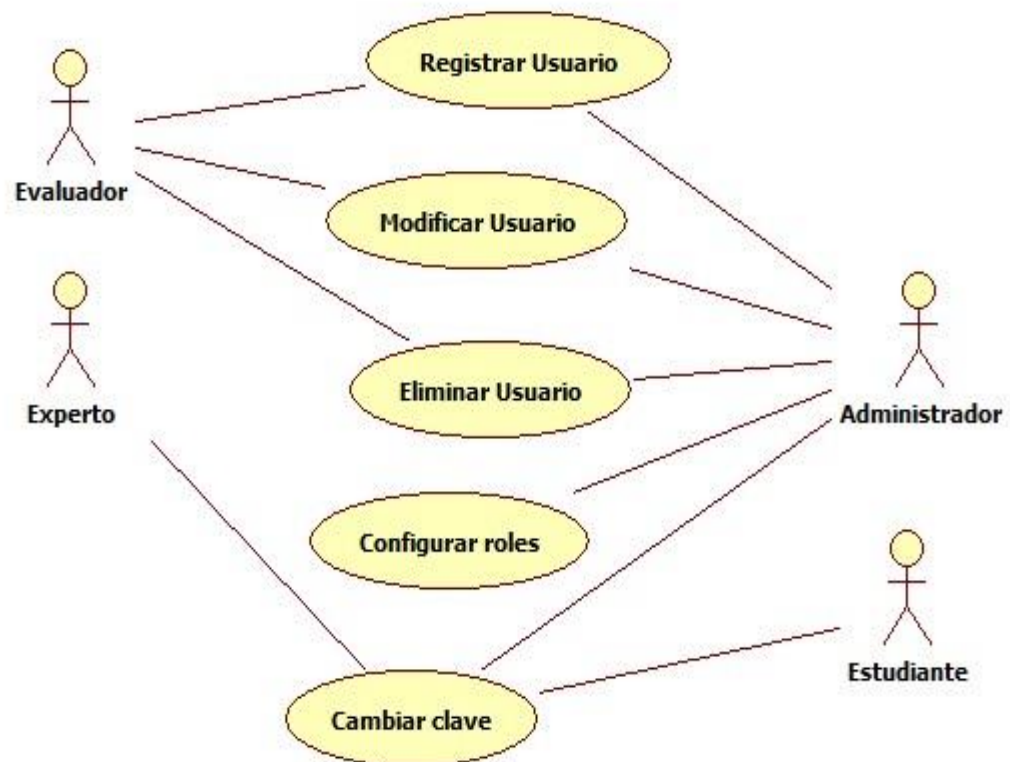 Registrar Usuario
Evaluador
Modificar Usuario
Experto
Eliminar Usuario
Administrador
Configurar roles
Estudiante
Cambiar clave